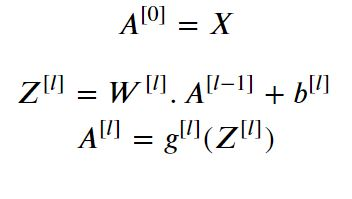 A^{[0]} = X
Z^{[l]} = W^{[l]}. A^{[l-1]} + b^{[l]}
A^{[l]} = g^{[l]}(Z^{[l]})